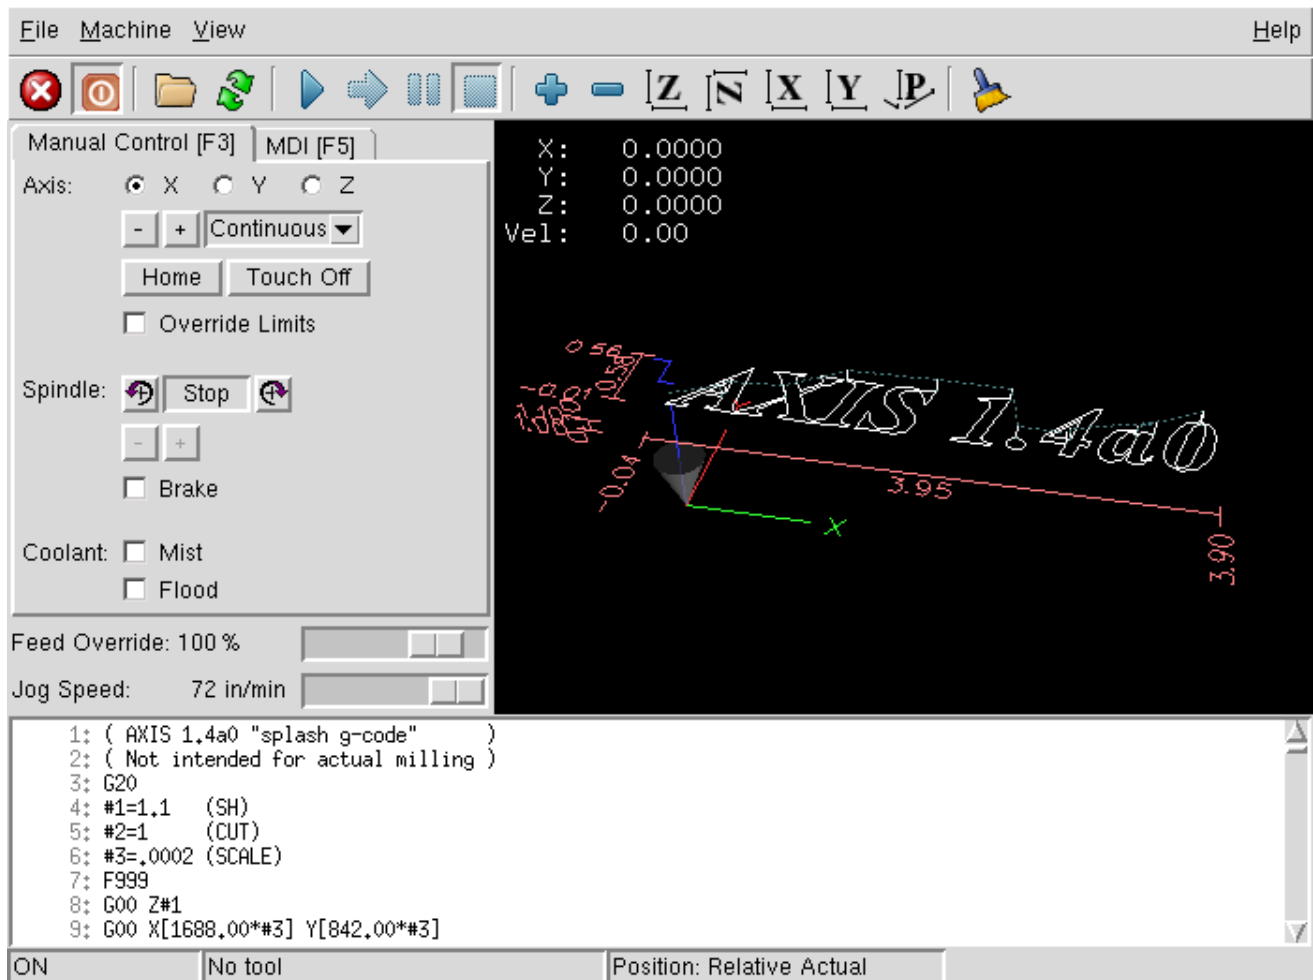 File Machine View Help
Z N X Y P
Manual Control [F3] MDI [F5]
Axis: X Y Z
- + Continuous
Home Touch Off
Override Limits
Spindle: Stop
- +
Brake
Coolant: Mist
Flood
Feed Override: 100 %
Jog Speed: 72 in/min
X: 0.0000
Y: 0.0000
Z: 0.0000
Vel: 0.00
0.56
Z
AXIS 1.4a0
-0.04
3.95
3.90
X
1: ( AXIS 1.4a0 "splash g-code" )
2: ( Not intended for actual milling )
3: G20
4: #1=1.1 (SH)
5: #2=1 (CUT)
6: #3=.0002 (SCALE)
7: F999
8: G00 Z#1
9: G00 X[1688.00*#3] Y[842.00*#3]
ON No tool Position: Relative Actual